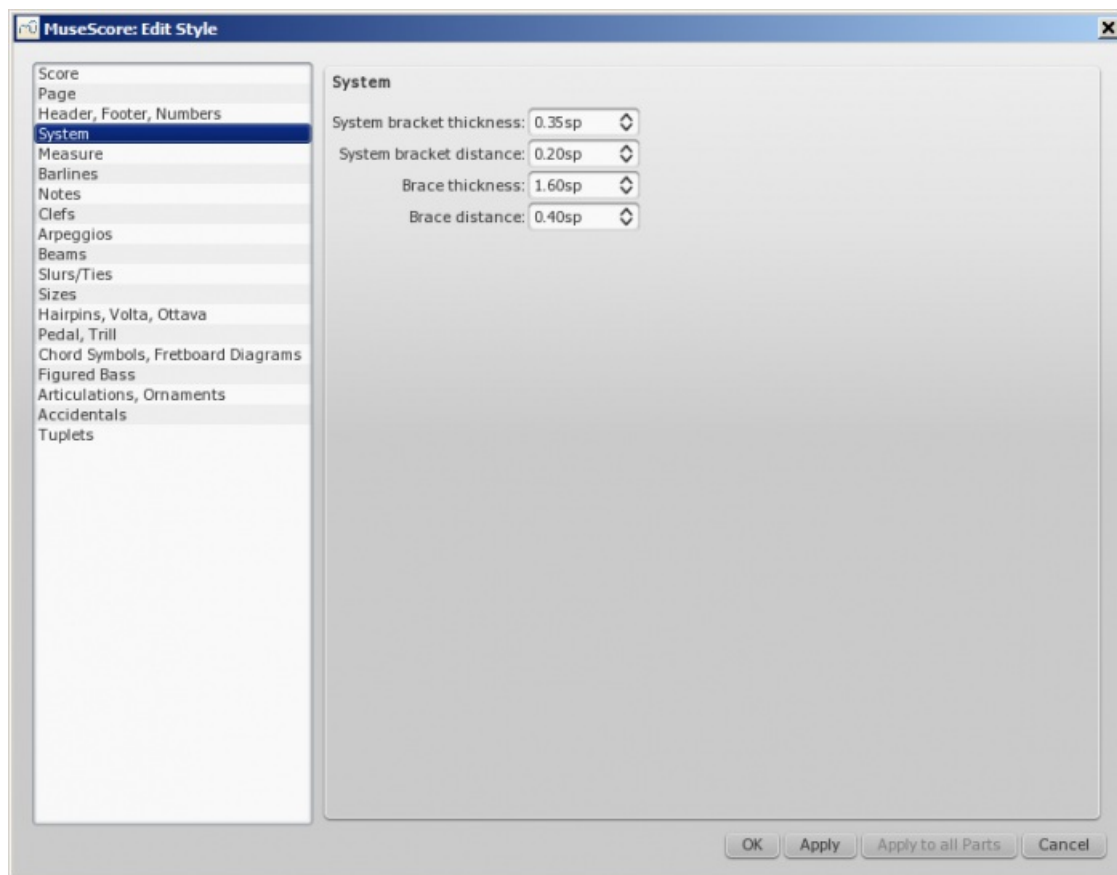 MuseScore: Edit Style
Score
Page
Header, Footer, Numbers
System
Measure
Barlines
Notes
Clefs
Arpeggios
Beams
Slurs/Ties
Sizes
Hairpins, Volta, Ottava
Pedal, Trill
Chord Symbols, Fretboard Diagrams
Figured Bass
Articulations, Ornaments
Accidentals
Tuplets
System
System bracket thickness: 0.35sp
System bracket distance: 0.20sp
Brace thickness: 1.60sp
Brace distance: 0.40sp
OK Apply Apply to all Parts Cancel